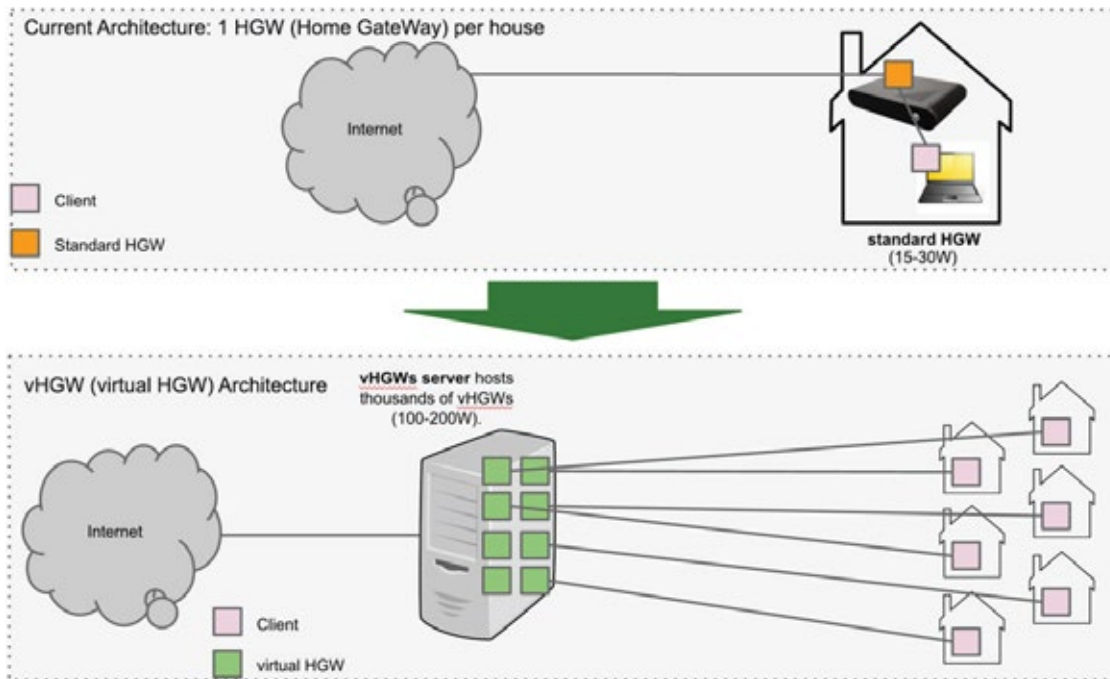 Current Architecture: 1 HGW (Home GateWay) per house
Internet
Client
Standard HGW
standard HGW
(15-30W)
vHGW (virtual HGW) Architecture
vHGWs server hosts
thousands of vHGWs
(100-200W).
Internet
Client
virtual HGW